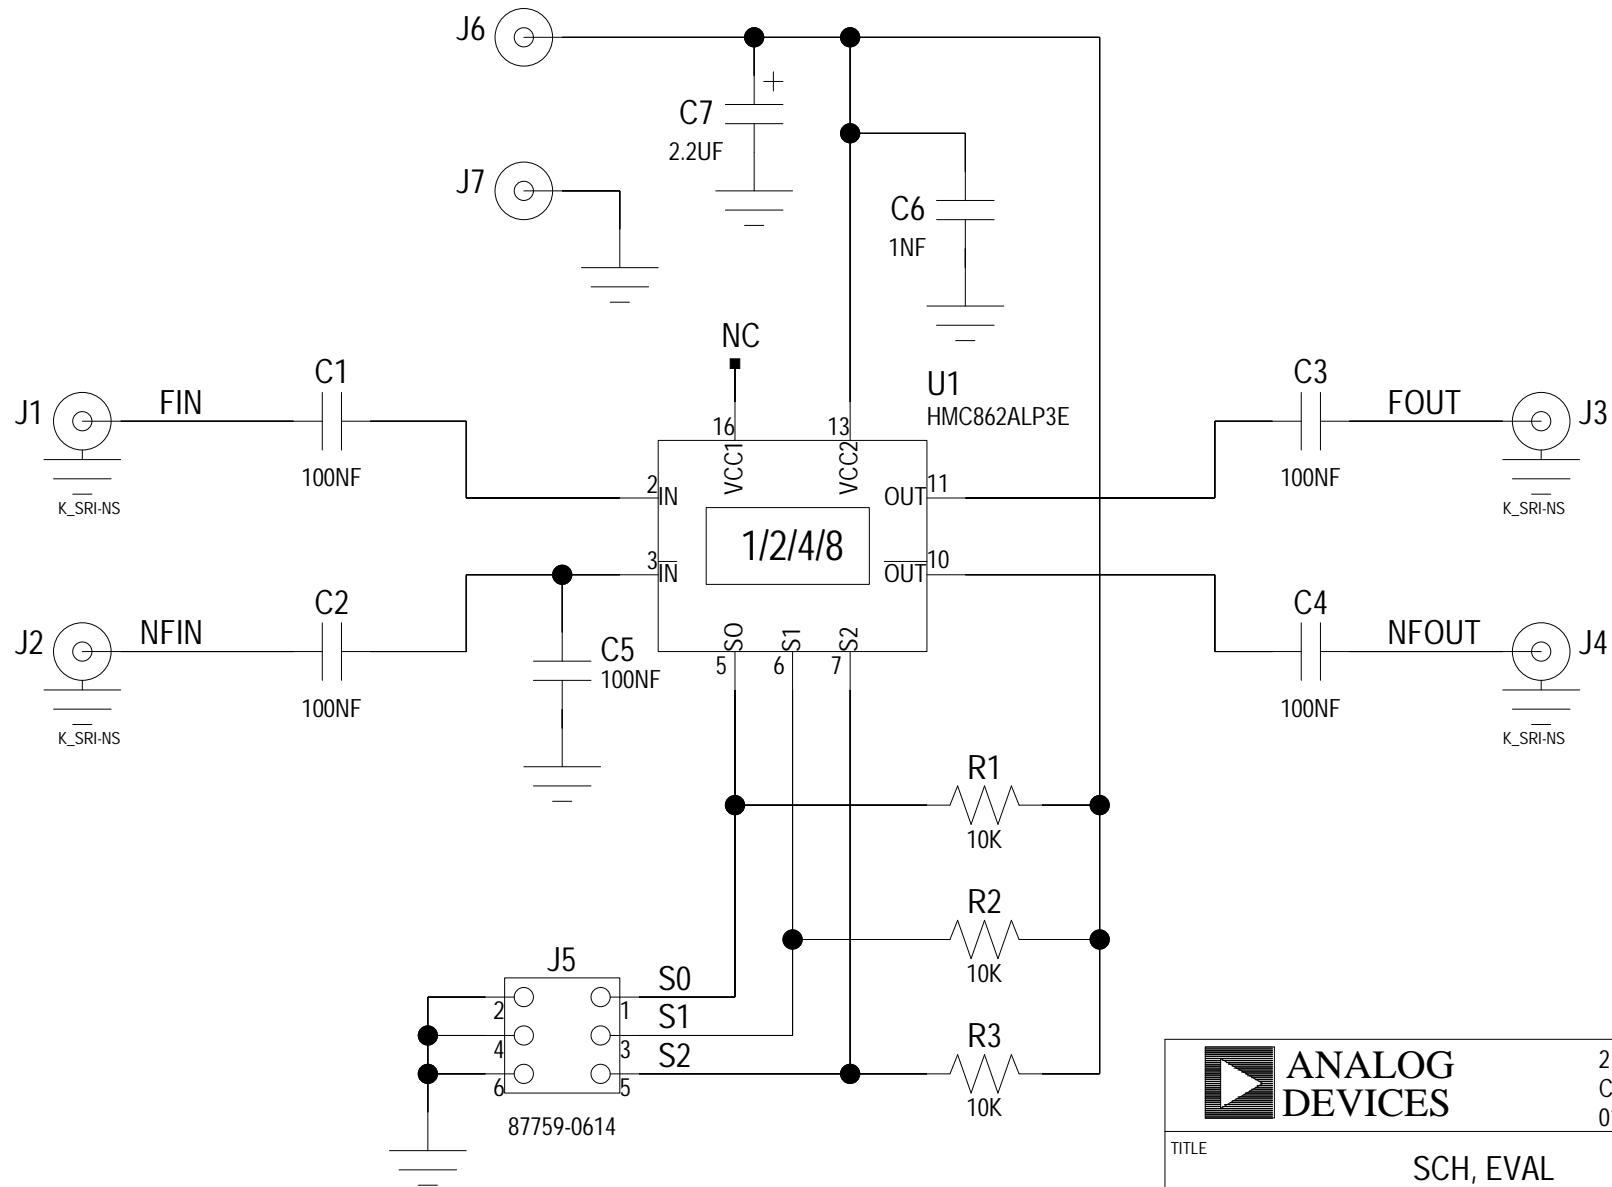 J6
+
C7
2.2UF
J7
C6
1NF
NC
U1
HMC862ALP3E
J1
FIN
C1
100NF
K_SRI-NS
16
VCC1
13
VCC2
2
IN
3
IN
1/2/4/8
OUT
11
OUT
10
C3
FOUT
J3
100NF
K_SRI-NS
J2
NFIN
C2
100NF
K_SRI-NS
C5
100NF
5
S0
6
S1
7
S2
C4
NFOUT
J4
100NF
K_SRI-NS
R1
10K
R2
10K
R3
10K
J5
S0
S1
S2
2
1
4
3
6
5
87759-0614
ANALOG
DEVICES
2
C
TITLE
SCH, EVAL